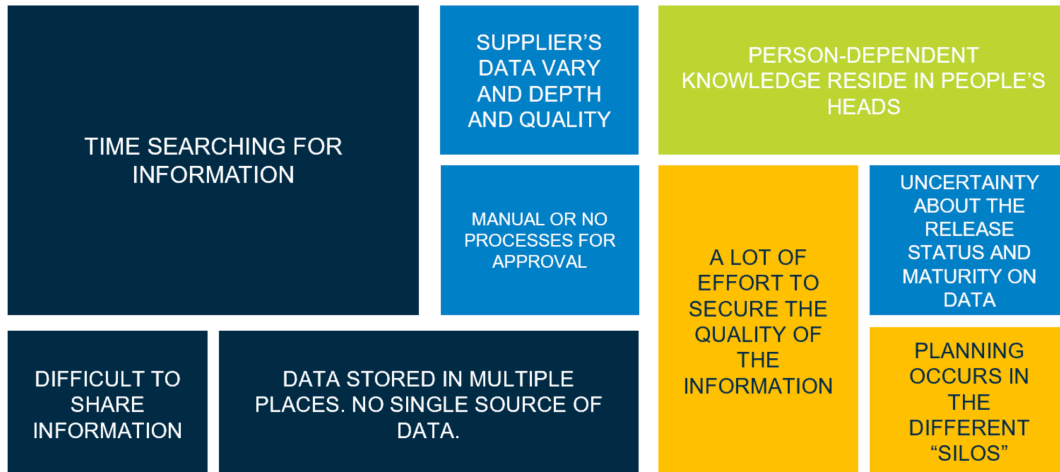 TIME SEARCHING FOR
INFORMATION
SUPPLIER'S
DATA VARY
AND DEPTH
AND QUALITY
PERSON-DEPENDENT
KNOWLEDGE RESIDE IN PEOPLE'S
HEADS
MANUAL OR NO
PROCESSES FOR
APPROVAL
A LOT OF
EFFORT TO
SECURE THE
QUALITY OF
THE
INFORMATION
UNCERTAINTY
ABOUT THE
RELEASE
STATUS AND
MATURITY ON
DATA
DIFFICULT TO
SHARE
INFORMATION
DATA STORED IN MULTIPLE
PLACES. NO SINGLE SOURCE OF
DATA.
PLANNING
OCCURS IN
THE
DIFFERENT
“SILOS”